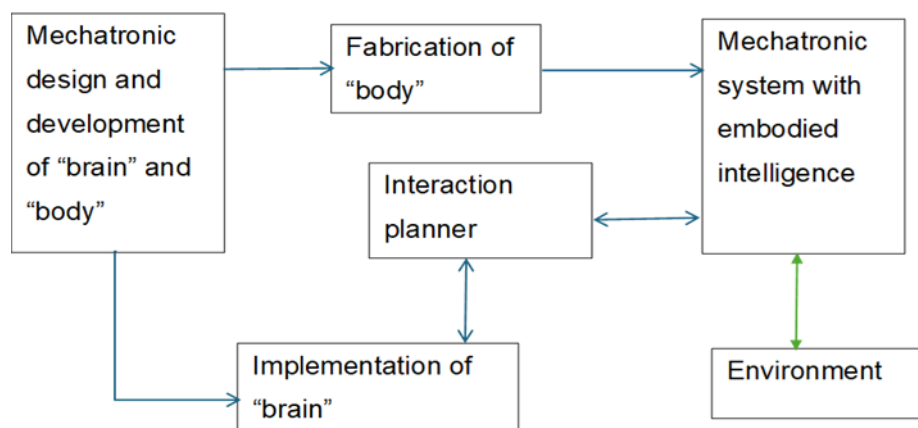 Mechatronic
design and
development
of “brain” and
“body”
Fabrication of
“body”
Mechatronic
system with
embodied
intelligence
Interaction
planner
Implementation of
“brain”
Environment